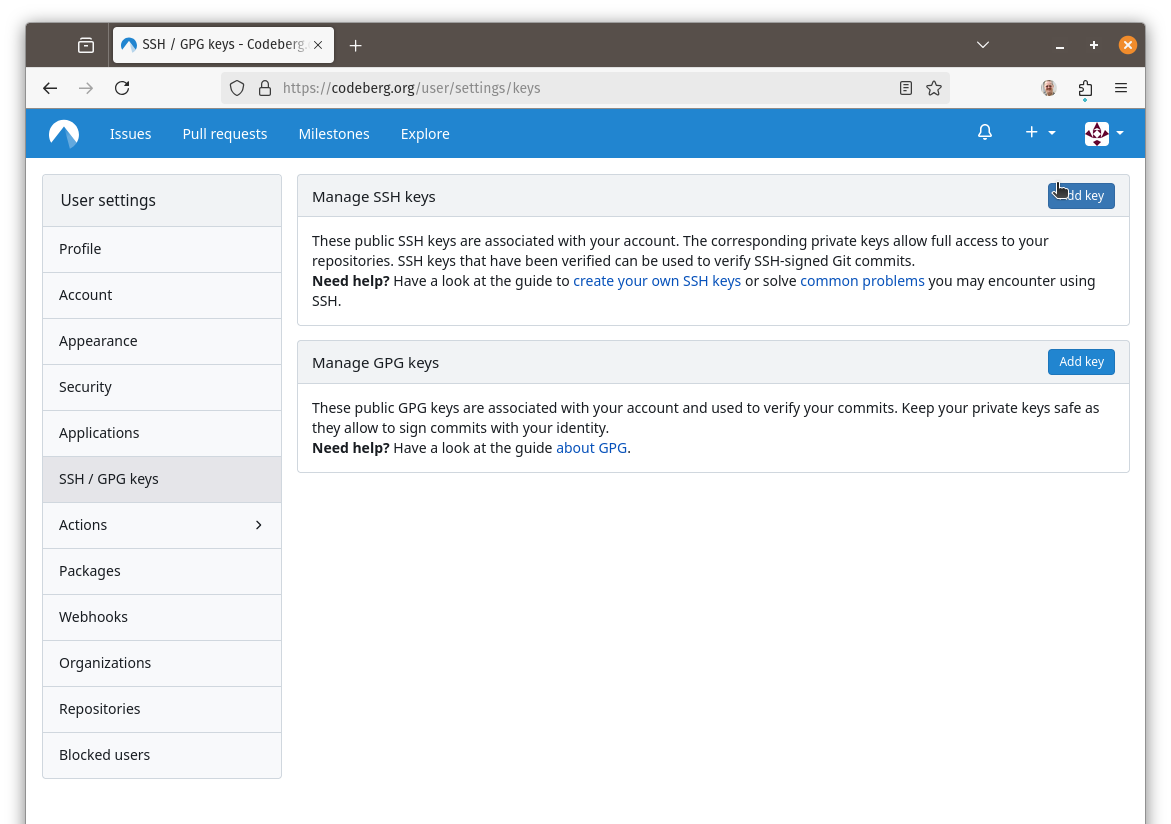 SSH / GPG keys - Codeberg.
https://codeberg.org/user/settings/keys
Issues Pull requests Milestones Explore
User settings
Profile
Account
Appearance
Security
Applications
SSH / GPG keys
Actions
Packages
Webhooks
Organizations
Repositories
Blocked users
Manage SSH keys
key
These public SSH keys are associated with your account. The corresponding private keys allow full access to your
repositories. SSH keys that have been verified can be used to verify SSH-signed Git commits.
Need help? Have a look at the guide to create your own SSH keys or solve common problems you may encounter using
SSH.
Manage GPG keys
Add key
These public GPG keys are associated with your account and used to verify your commits. Keep your private keys safe as
they allow to sign commits with your identity.
Need help? Have a look at the guide about GPG.